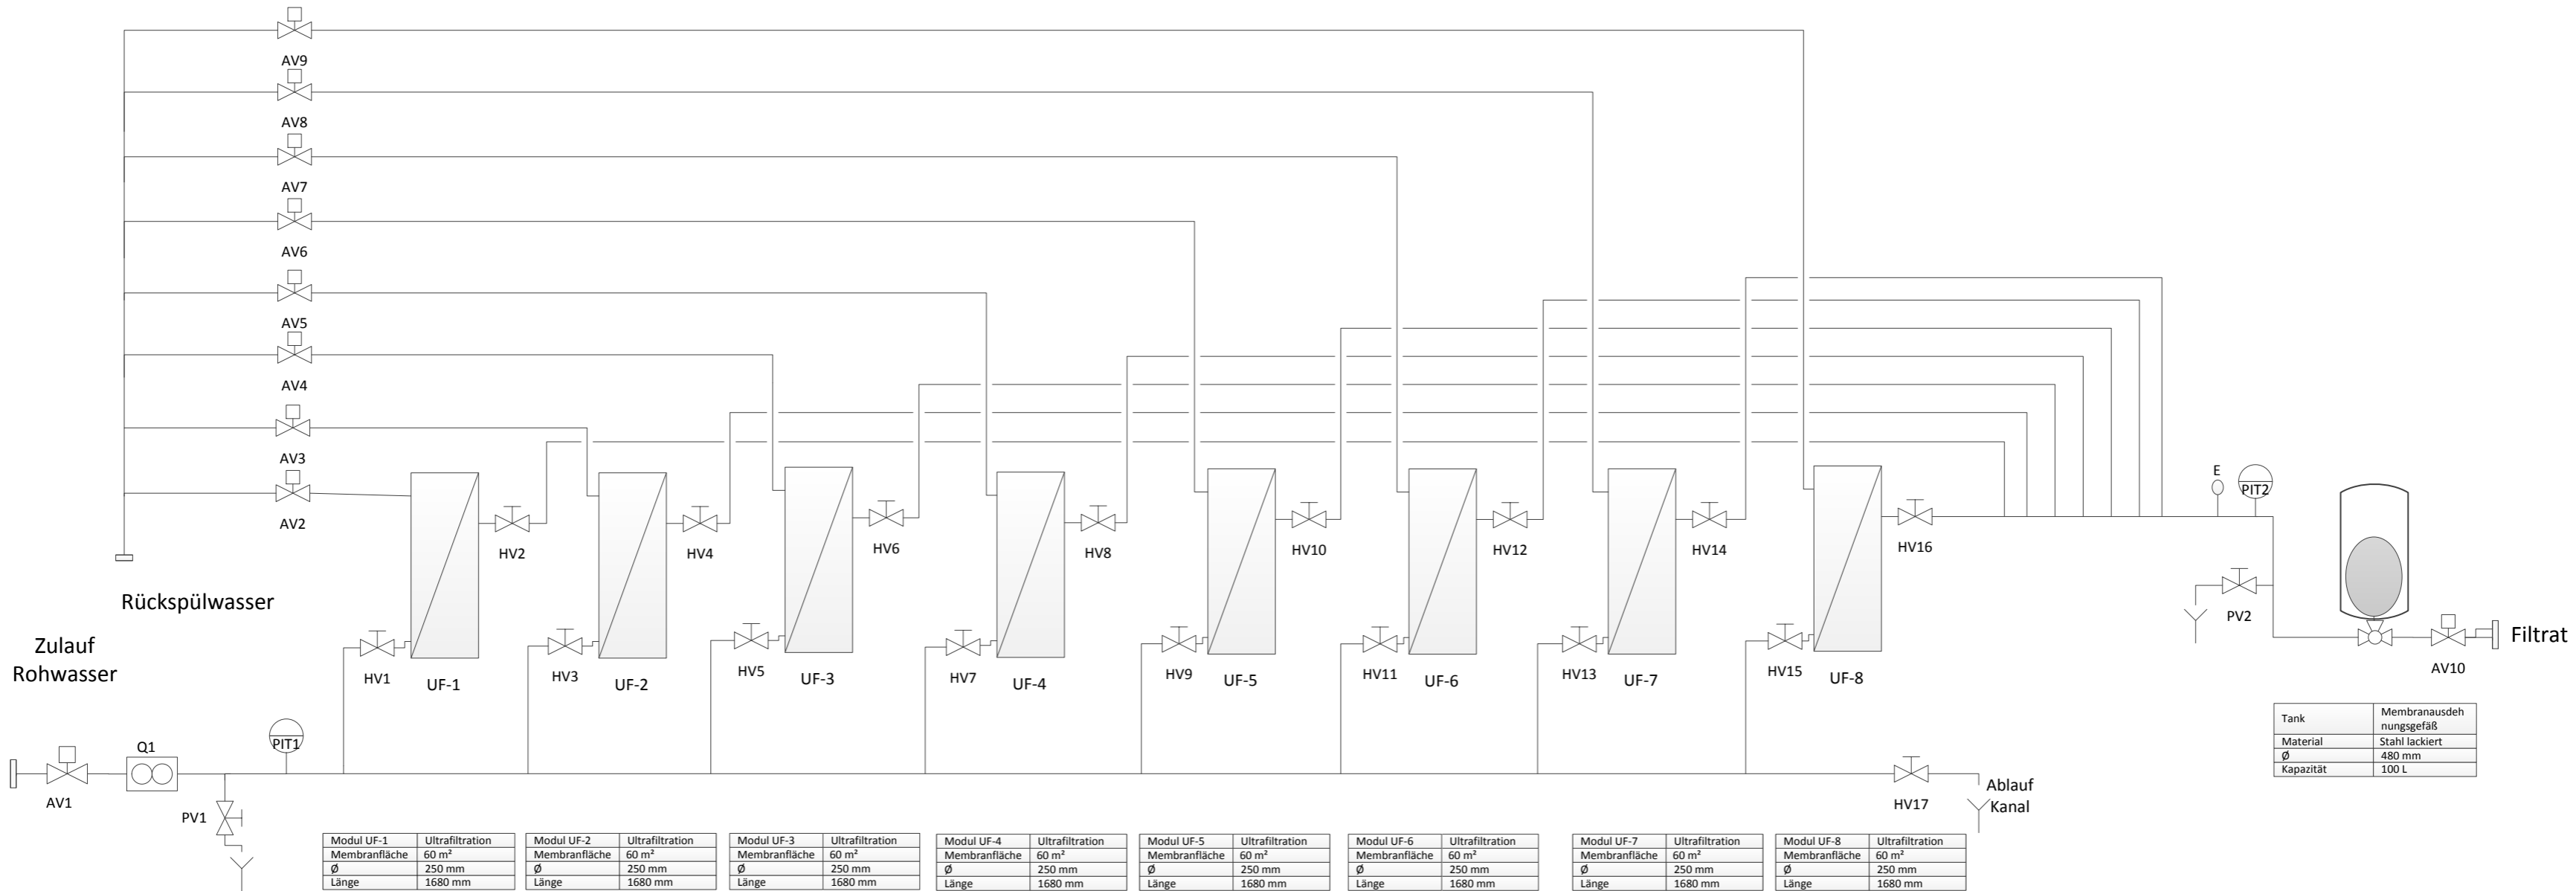 AV9
AV8
AV7
AV6
AV5
AV4
AV3
AV2
Rückspülwasser
Zulauf
Rohwasser
HV2
HV4
HV6
HV8
HV10
HV12
HV14
HV16
E
PIT2
PV2
Filtrat
AV10
HV1
UF-1
HV3
UF-2
HV5
UF-3
HV7
UF-4
HV9
UF-5
HV11
UF-6
HV13
UF-7
HV15
UF-8
AV1
Q1
PV1
PIT1
HV17
Ablauf
Kanal
Tank Membranausdeh
nungsgefäß
Material Stahl lackiert
Ø 480 mm
Kapazität 100 L
Modul UF-1 Ultrafiltration
Membranfläche 60 m²
Ø 250 mm
Länge 1680 mm
Modul UF-2 Ultrafiltration
Membranfläche 60 m²
Ø 250 mm
Länge 1680 mm
Modul UF-3 Ultrafiltration
Membranfläche 60 m²
Ø 250 mm
Länge 1680 mm
Modul UF-4 Ultrafiltration
Membranfläche 60 m²
Ø 250 mm
Länge 1680 mm
Modul UF-5 Ultrafiltration
Membranfläche 60 m²
Ø 250 mm
Länge 1680 mm
Modul UF-6 Ultrafiltration
Membranfläche 60 m²
Ø 250 mm
Länge 1680 mm
Modul UF-7 Ultrafiltration
Membranfläche 60 m²
Ø 250 mm
Länge 1680 mm
Modul UF-8 Ultrafiltration
Membranfläche 60 m²
Ø 250 mm
Länge 1680 mm